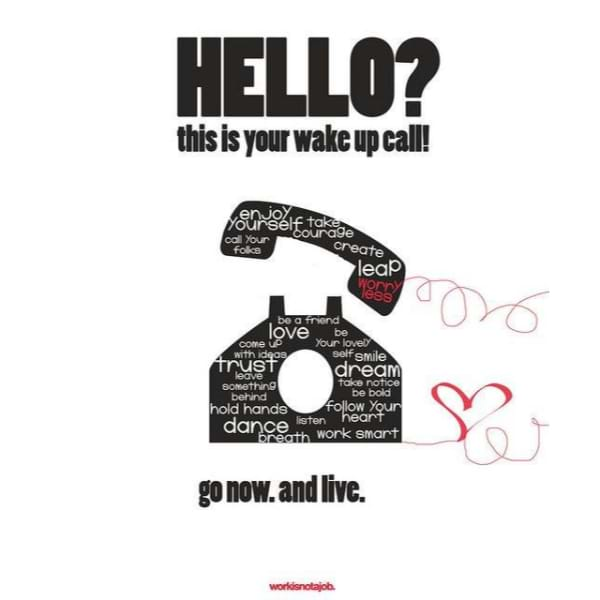 HELLO?
this is your wake up call!
enjoy
yourself take
courage
call your
folks
create
leap
worry
less
be a friend
love
be
your lovely
self
come up
with ideas
smile
trust
dream
leave
something
behind
take notice
be bold
hold hands
follow your
heart
listen
dance
breath
work smart
go now. and live.
workisnotajob.